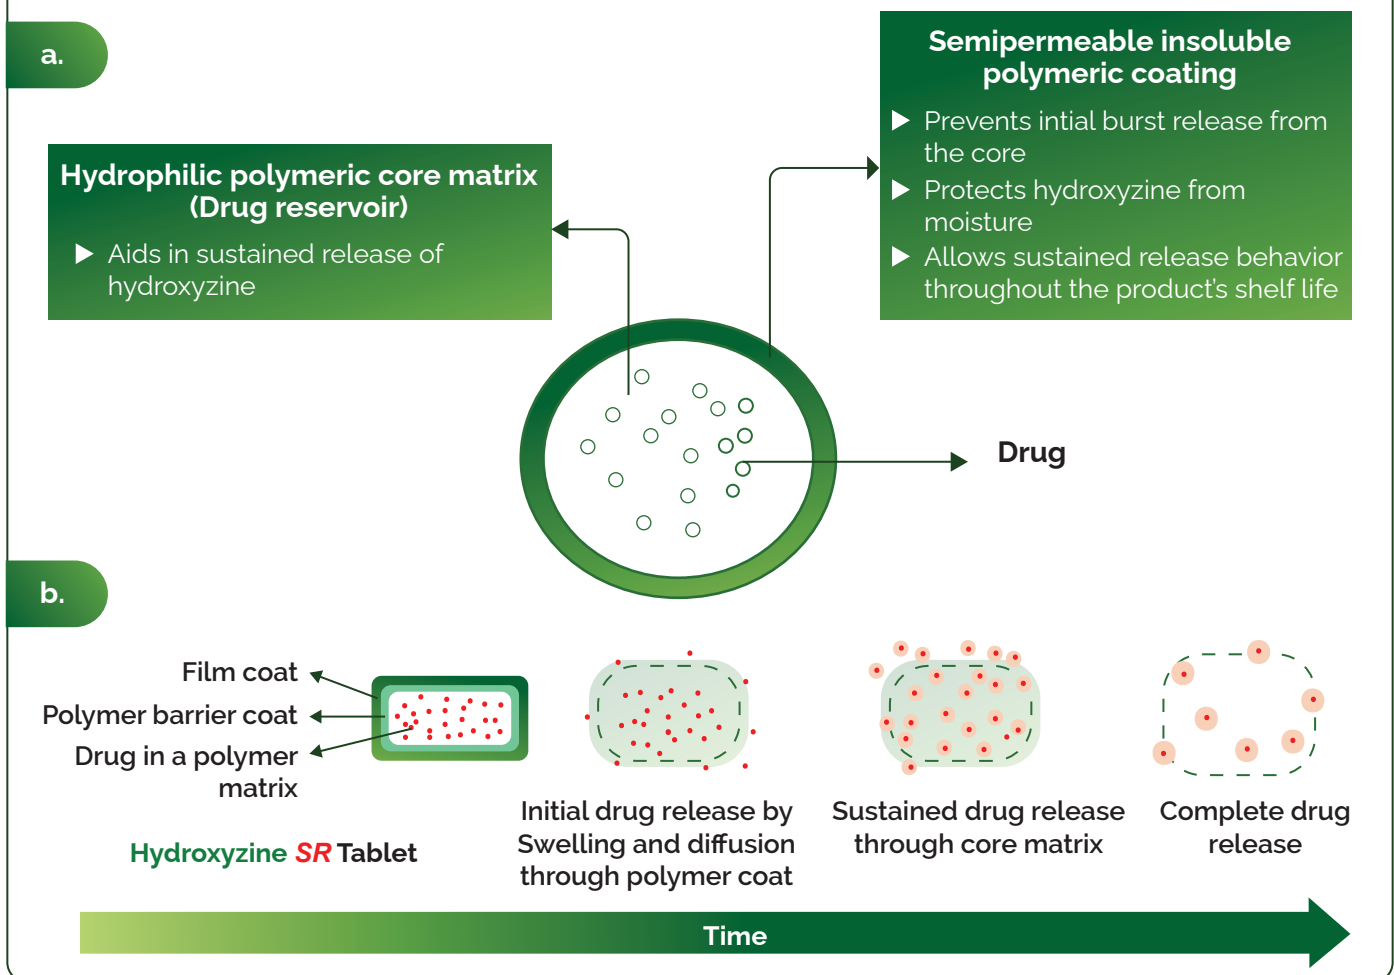 a.
Semipermeable insoluble
polymeric coating
Prevents intial burst release from
the core
Protects hydroxyzine from
moisture
Allows sustained release behavior
throughout the product's shelf life
Hydrophilic polymeric core matrix
(Drug reservoir)
Aids in sustained release of
hydroxyzine
Drug
b.
Film coat
Polymer barrier coat
Drug in a polymer
matrix
Hydroxyzine SR Tablet
Initial drug release by
Swelling and diffusion
through polymer coat
Sustained drug release
through core matrix
Complete drug
release
Time